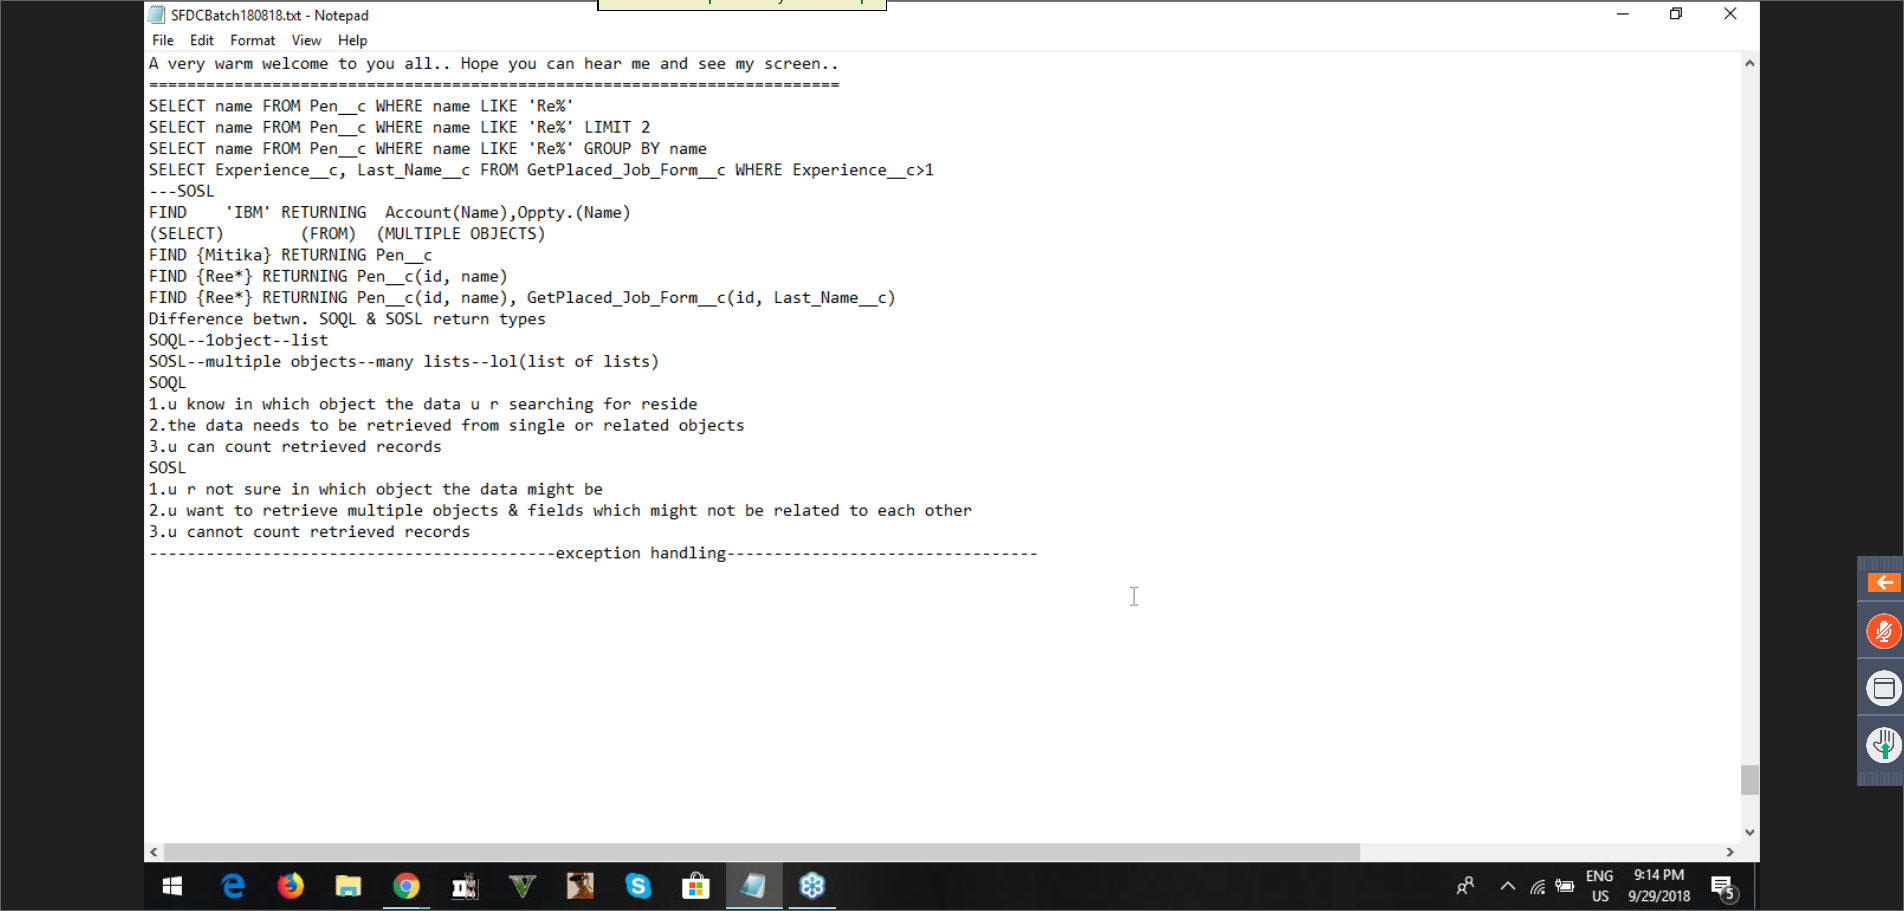 SFDCBatch180818.txt - Notepad
File Edit Format View Help
A very warm welcome to you all.. Hope you can hear me and see my screen..
=========================================================================
SELECT name FROM Pen__c WHERE name LIKE 'Re%'
SELECT name FROM Pen__c WHERE name LIKE 'Re%' LIMIT 2
SELECT name FROM Pen__c WHERE name LIKE 'Re%' GROUP BY name
SELECT Experience__c, Last_Name__c FROM GetPlaced_Job_Form__c WHERE Experience__c>1
---SOSL
FIND    'IBM' RETURNING  Account(Name),Oppty.(Name)
(SELECT)        (FROM)  (MULTIPLE OBJECTS)
FIND {Mitika} RETURNING Pen__c
FIND {Ree*} RETURNING Pen__c(id, name)
FIND {Ree*} RETURNING Pen__c(id, name), GetPlaced_Job_Form__c(id, Last_Name__c)
Difference betwn. SOQL & SOSL return types
SOQL--1object--list
SOSL--multiple objects--many lists--lol(list of lists)
SOQL
1.u know in which object the data u r searching for reside
2.the data needs to be retrieved from single or related objects
3.u can count retrieved records
SOSL
1.u r not sure in which object the data might be
2.u want to retrieve multiple objects & fields which might not be related to each other
3.u cannot count retrieved records
-------------------------------------------exception handling---------------------------------
ENG 9:14 PM
US 9/29/2018
5